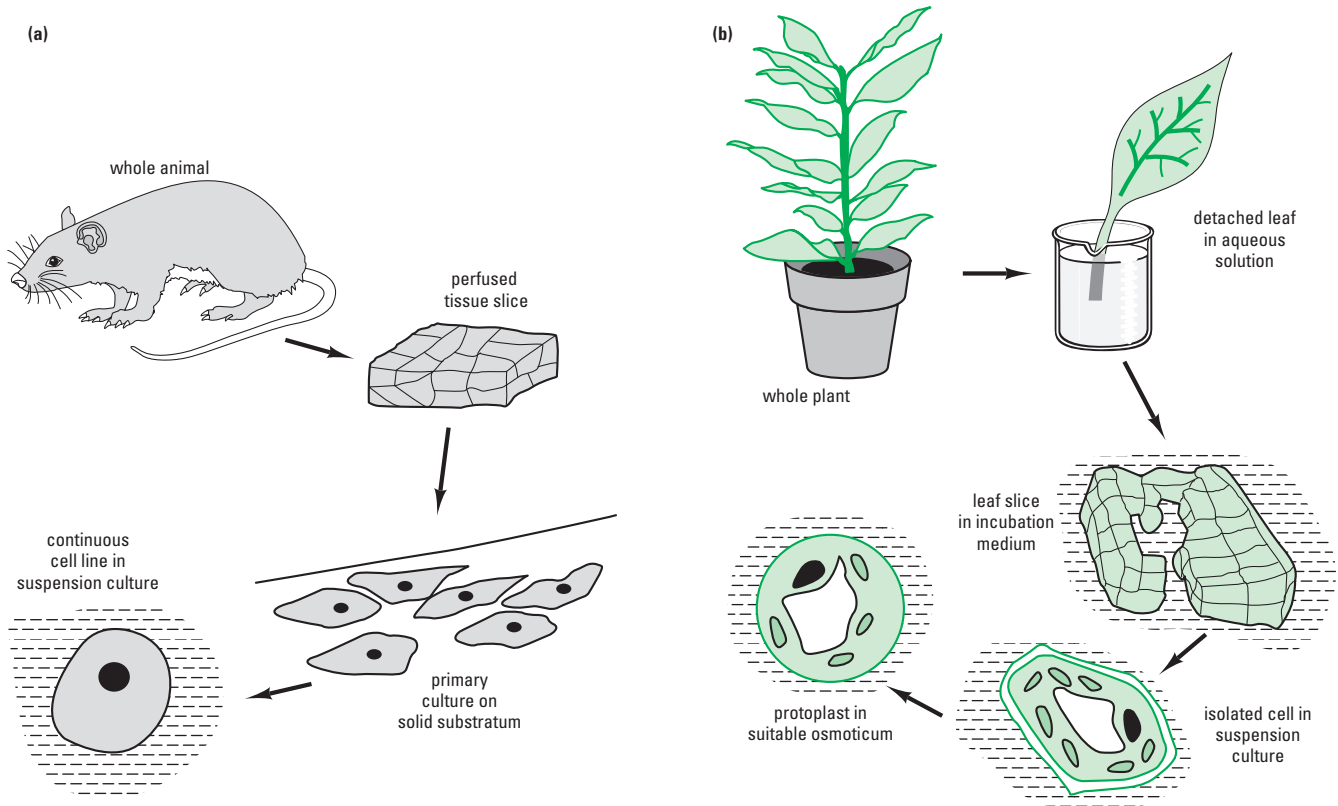 (a)
whole animal
perfused
tissue slice
continuous
cell line in
suspension culture
primary
culture on
solid substratum
(b)
whole plant
detached leaf
in aqueous
solution
leaf slice
in incubation
medium
isolated cell in
suspension
culture
protoplast in
suitable osmoticum